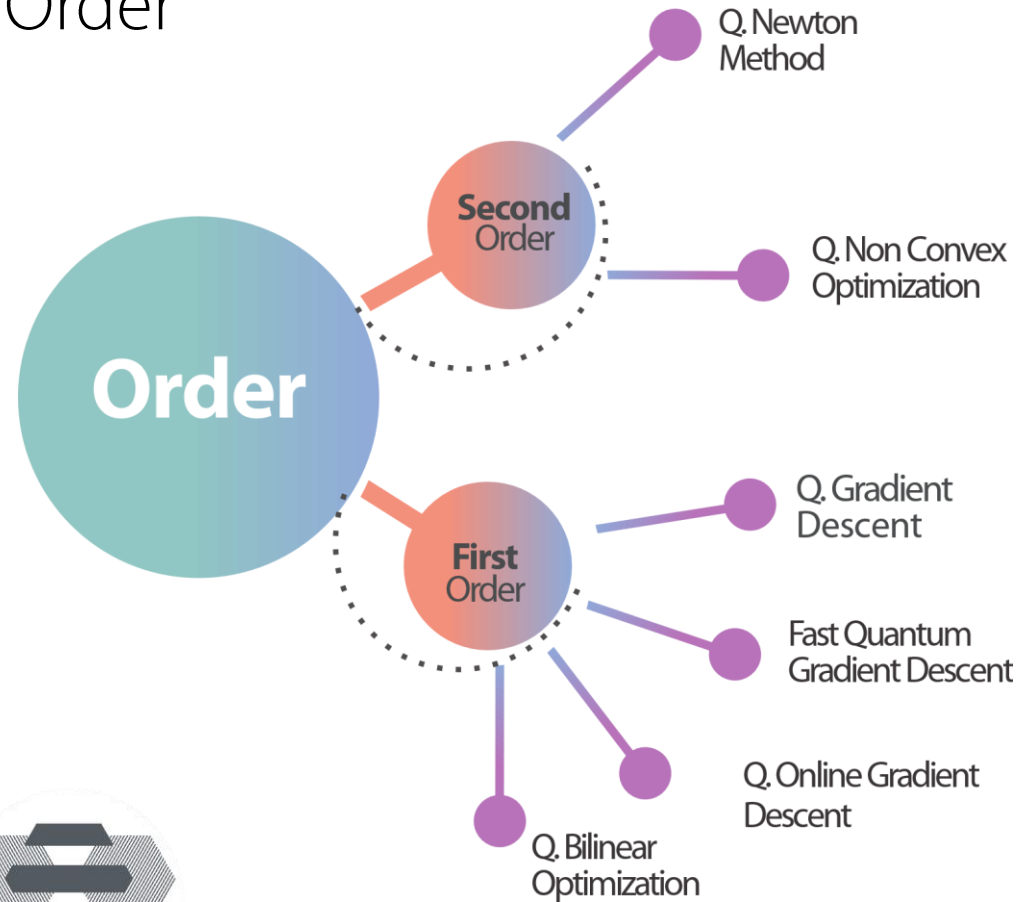 Order
Q. Newton
Method
Second
Order
Q. Non Convex
Optimization
Order
Q. Gradient
Descent
First
Order
Fast Quantum
Gradient Descent
Q. Online Gradient
Descent
Q. Bilinear
Optimization